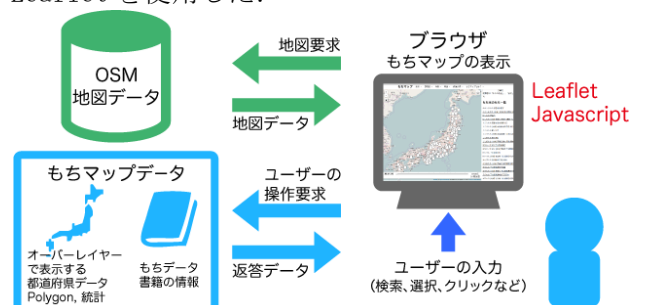 Leaflet を使用した.
地図要求
ブラウザ
もちマップの表示
OSM
地図データ
地図データ
Leaflet
Javascript
もちマップデータ
ユーザーの
操作要求
オーバーレイヤー
で表示する
都道府県データ
Polygon, 統計
もちデータ
書籍の情報
返答データ
ユーザーの入力
(検索、選択、クリックなど)